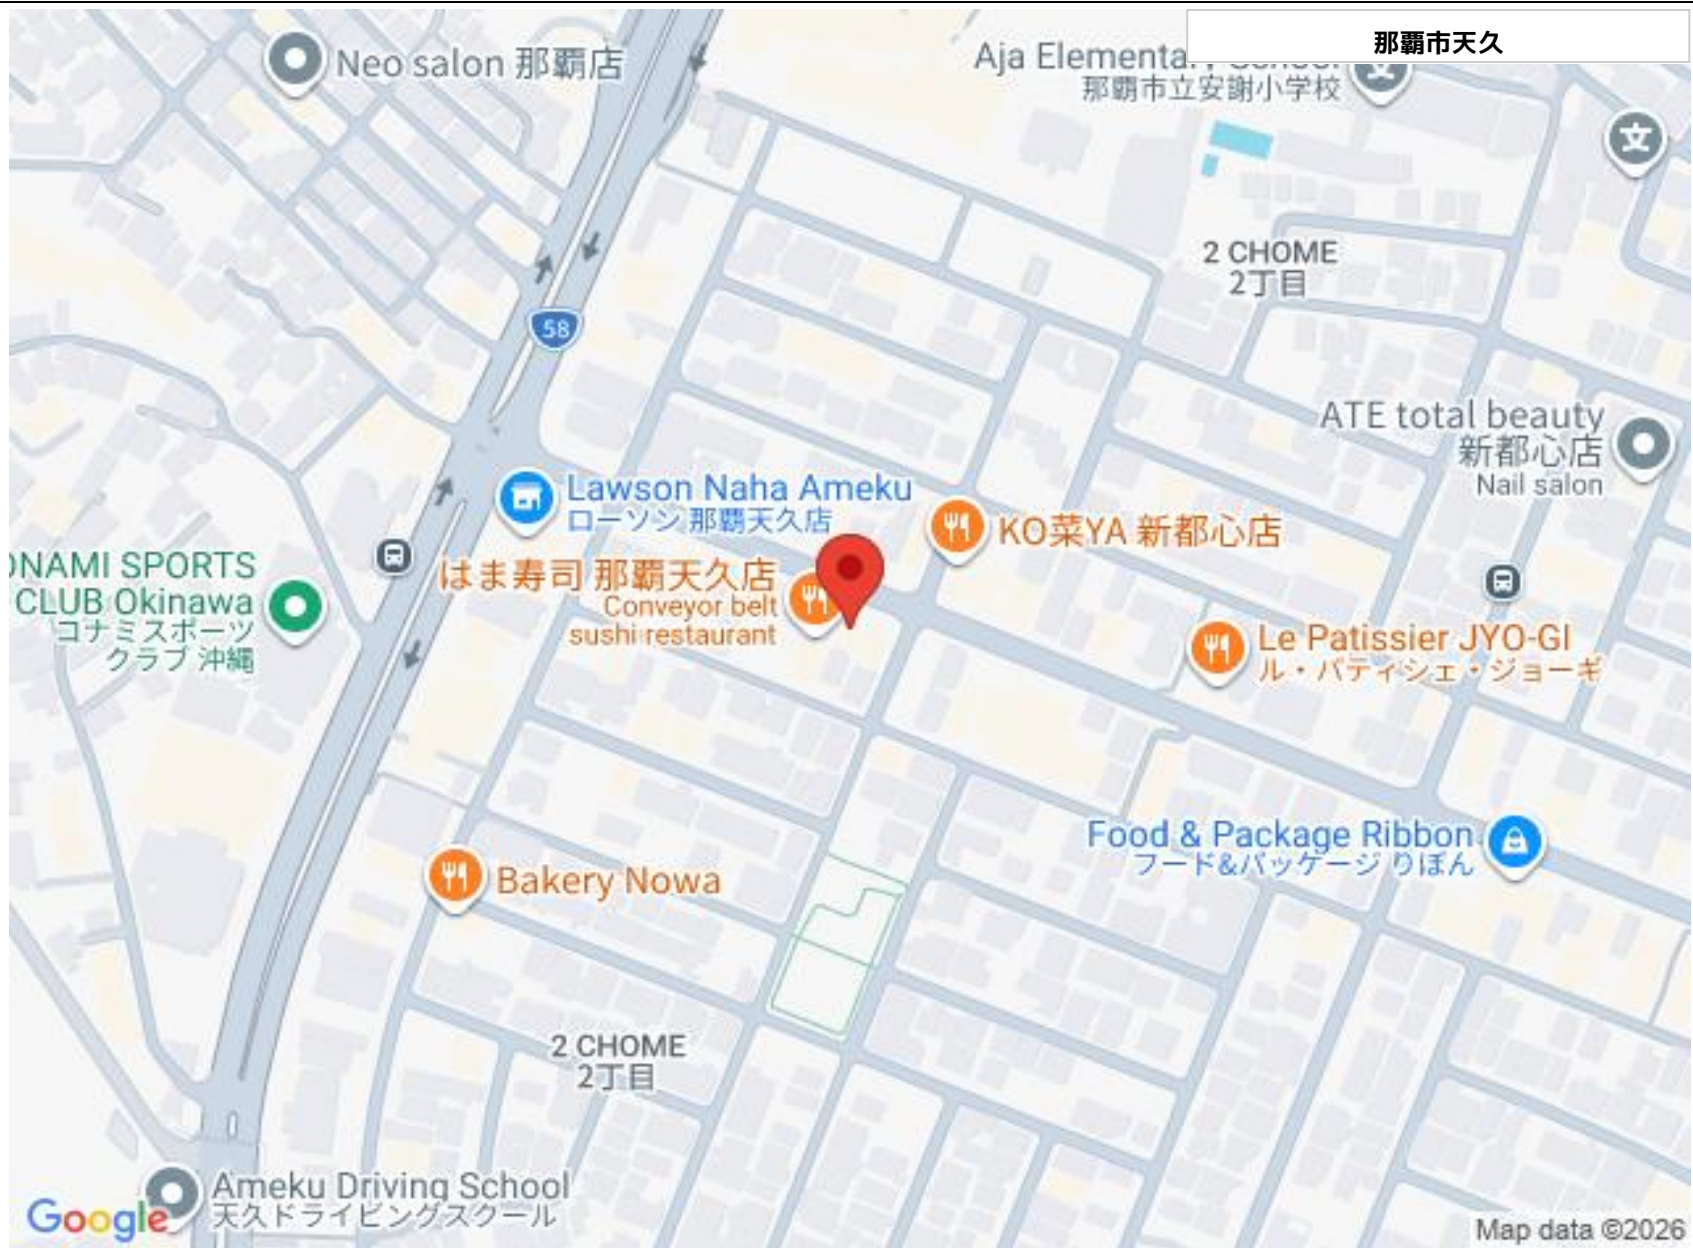 那覇市天久
Neo salon 那覇店
那覇市立安謝小学校
文
2 CHOME
2丁目
58
ATE total beauty
新都心店
Nail salon
Lawson Naha Ameku
ローソン 那覇天久店
KO菜YA 新都心店
はま寿司 那覇天久店
Conveyor belt
sushi restaurant
ONAMI SPORTS
CLUB Okinawa
コナミスポーツ
クラブ 沖縄
Le Patissier JYO-GI
ル・パティシェ・ジョーギ
Food & Package Ribbon
フード&パッケージ りぼん
Bakery Nowa
2 CHOME
2丁目
Ameku Driving School
天久ドライビングスクール
Google
Map data ©2026